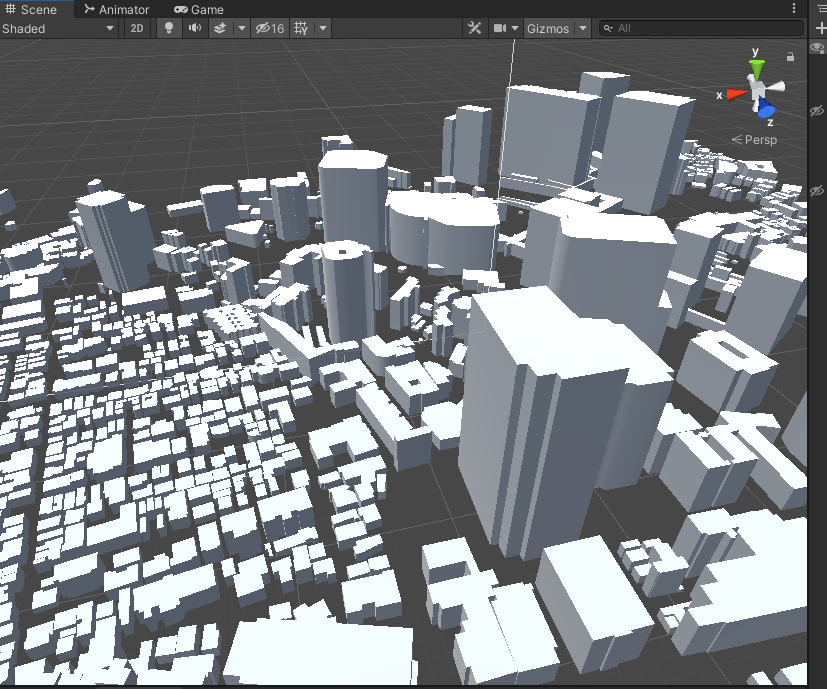 Scene Animator Game
Shaded 2D 16 Gizmos All
y
x
z
Persp